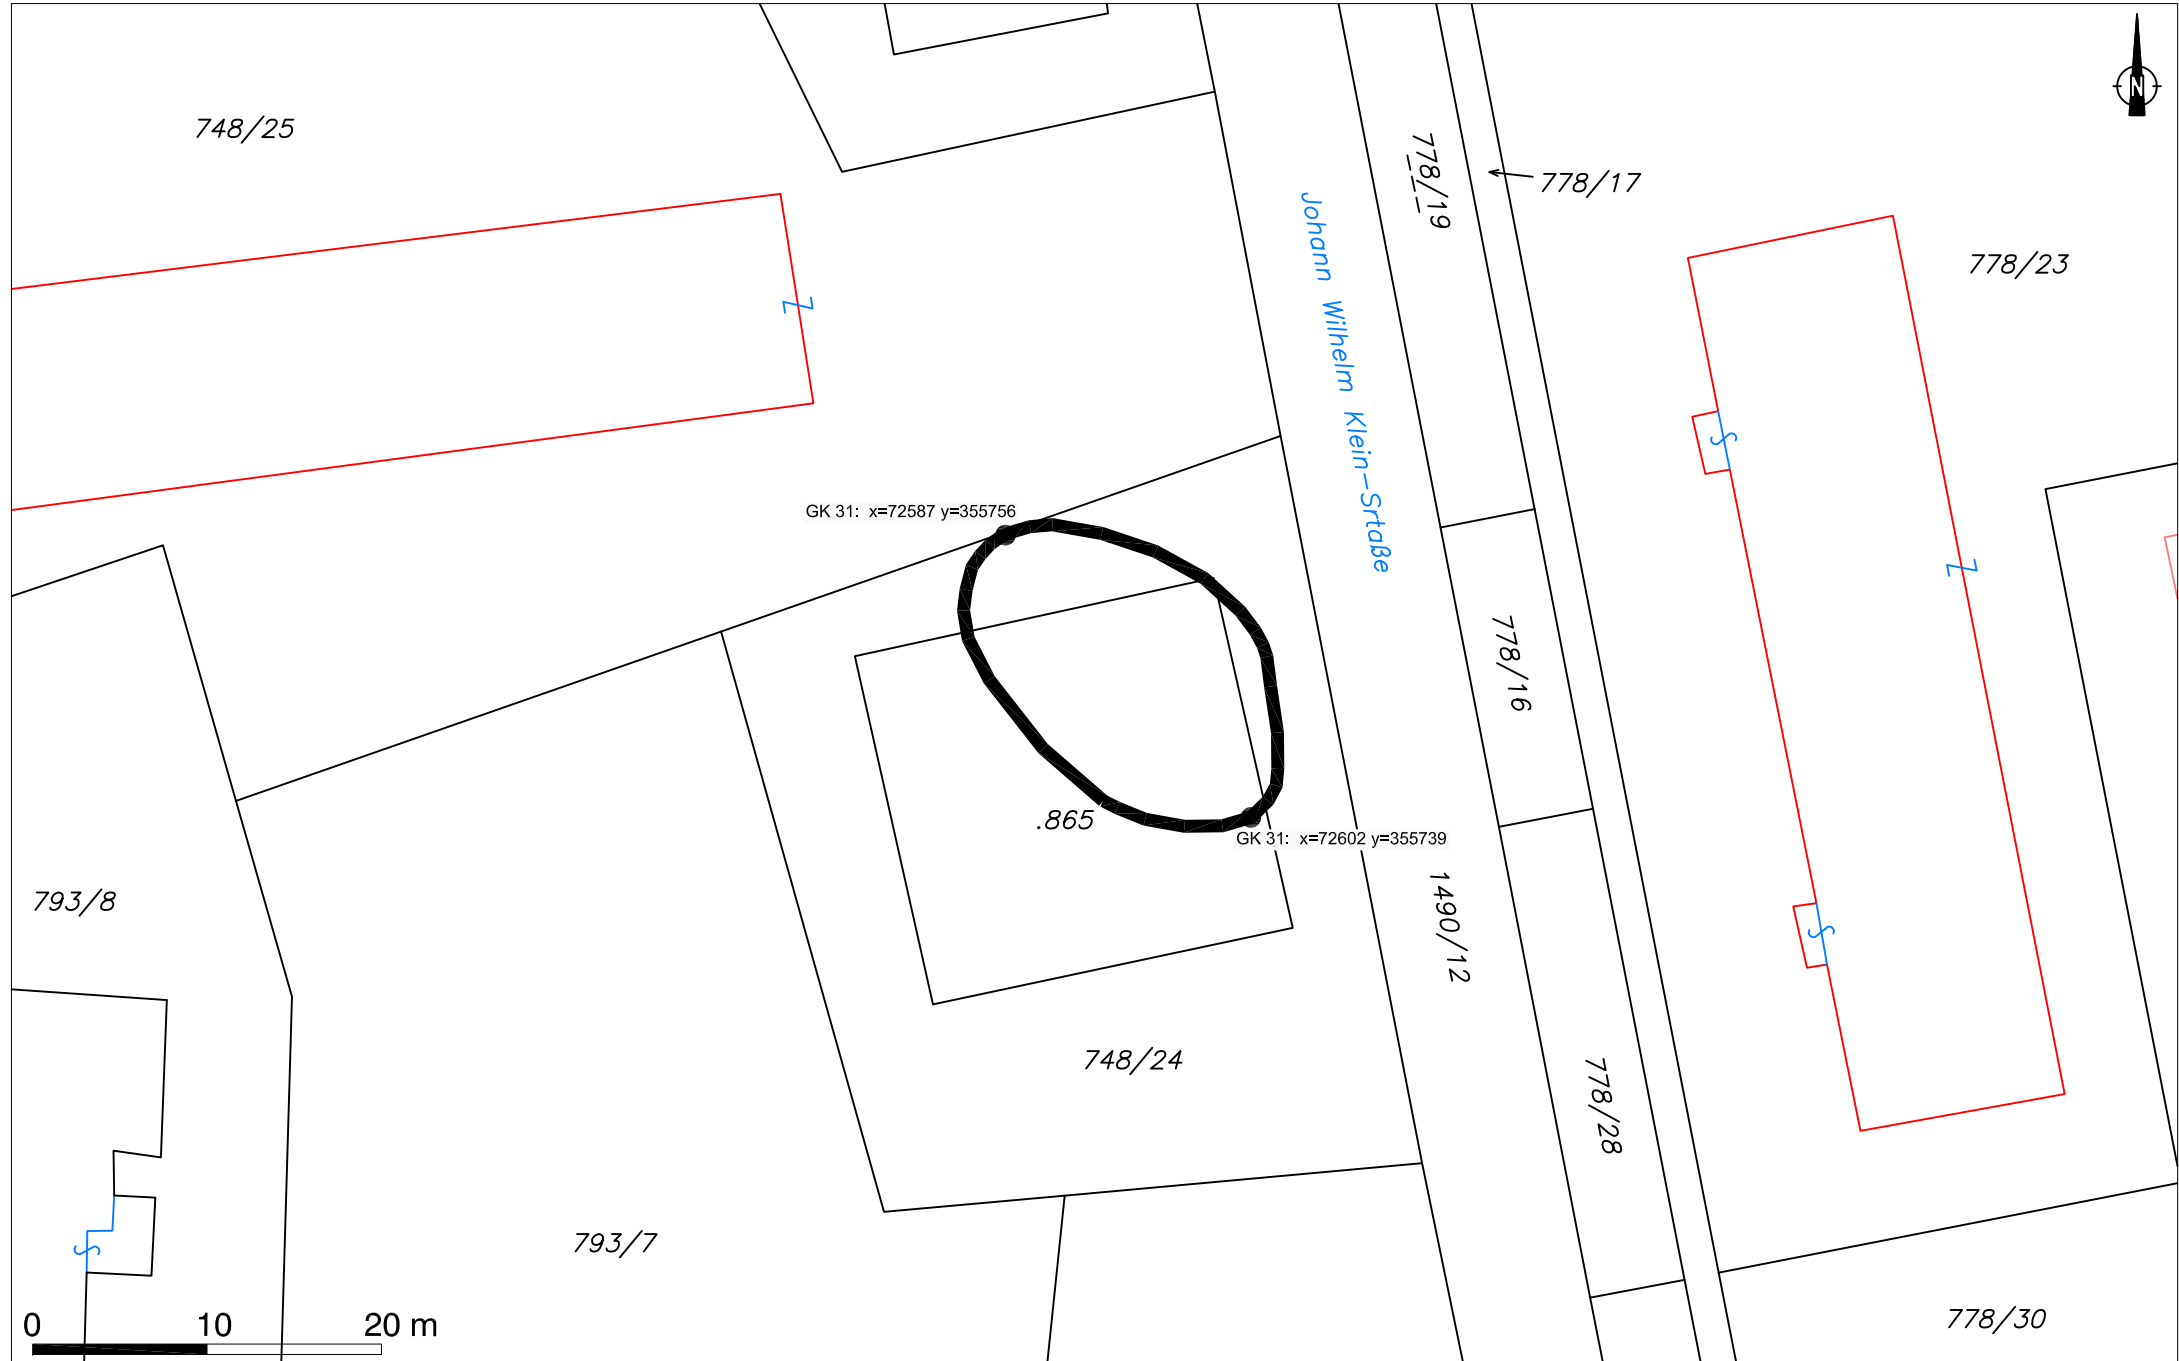 N
748/25
778/19
778/17
778/23
Johann Wilhelm Klein-Srtaße
GK 31: x=72587 y=355756
778/16
.865
GK 31: x=72602 y=355739
793/8
1490/12
748/24
778/28
793/7
778/30
0 10 20 m